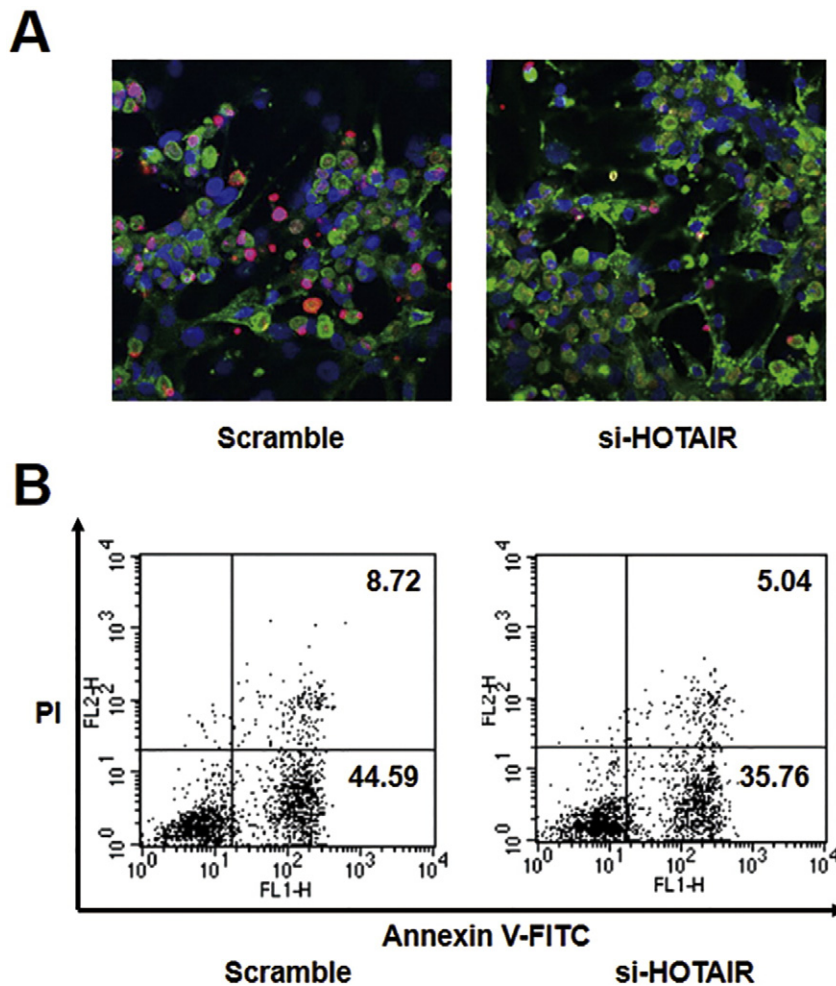 A
Scramble
si-HOTAIR
B
PI
FL2-H
10^0 10^1 10^2 10^3 10^4
8.72
44.59
10^0 10^1 10^2 10^3 10^4
FL1-H
FL2-H
10^0 10^1 10^2 10^3 10^4
5.04
35.76
10^0 10^1 10^2 10^3 10^4
FL1-H
Annexin V-FITC
Scramble
si-HOTAIR